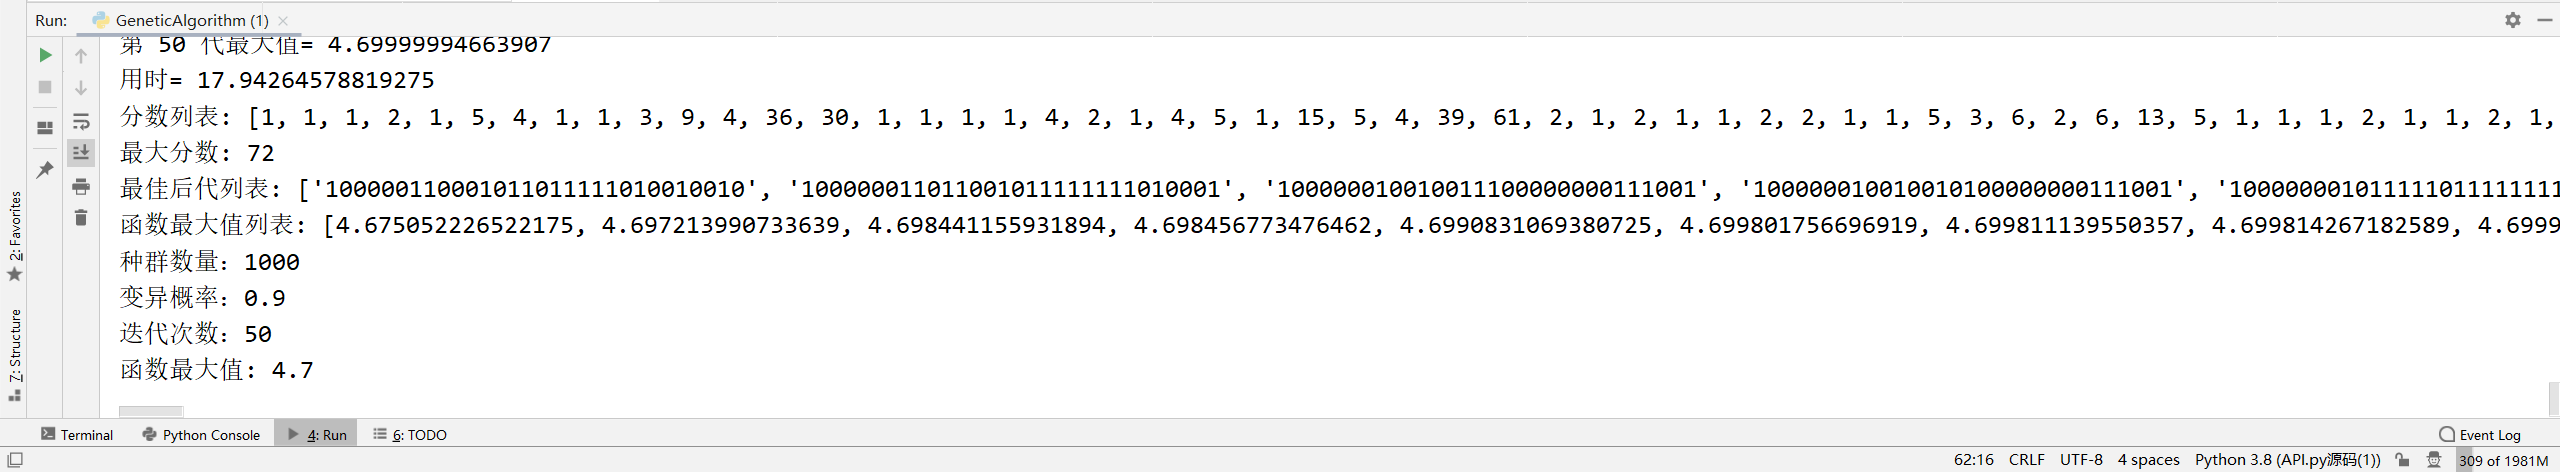 Run: GeneticAlgorithm (1)
第 50 代最大值= 4.69999994663907
用时= 17.94264578819275
分数列表: [1, 1, 1, 2, 1, 5, 4, 1, 1, 3, 9, 4, 36, 30, 1, 1, 1, 1, 4, 2, 1, 4, 5, 1, 15, 5, 4, 39, 61, 2, 1, 2, 1, 1, 2, 2, 1, 1, 5, 3, 6, 2, 6, 13, 5, 1, 1, 1, 2, 1, 1, 2, 1,
最大分数: 72
最佳后代列表: ['100000110001011011111010010010', '100000011011001011111111010001', '100000010010011100000000111001', '100000010010010100000000111001', '100000001011111011111111
函数最大值列表: [4.675052226522175, 4.697213990733639, 4.698441155931894, 4.698456773476462, 4.6990831069380725, 4.699801756696919, 4.699811139550357, 4.699814267182589, 4.6999
种群数量: 1000
变异概率: 0.9
迭代次数: 50
函数最大值: 4.7
2: Favorites
7: Structure
Terminal Python Console 4: Run 6: TODO Event Log
62:16 CRLF UTF-8 4 spaces Python 3.8 (API.py源码(1)) 309 of 1981M